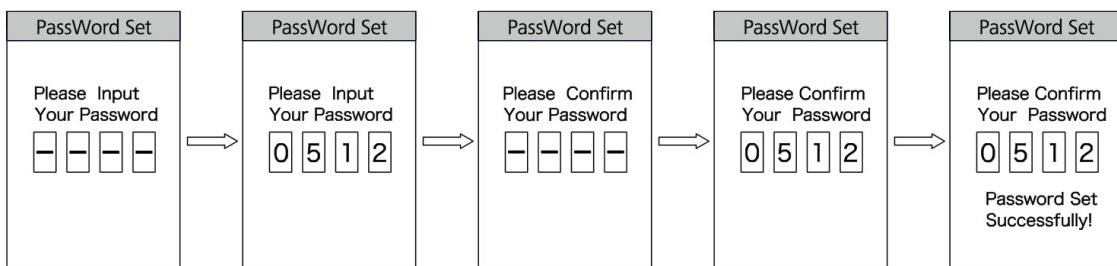 PassWord Set
Please Input
Your Password
– – – –
PassWord Set
Please Input
Your Password
0 5 1 2
PassWord Set
Please Confirm
Your Password
– – – –
PassWord Set
Please Confirm
Your Password
0 5 1 2
PassWord Set
Please Confirm
Your Password
0 5 1 2
Password Set
Successfully!